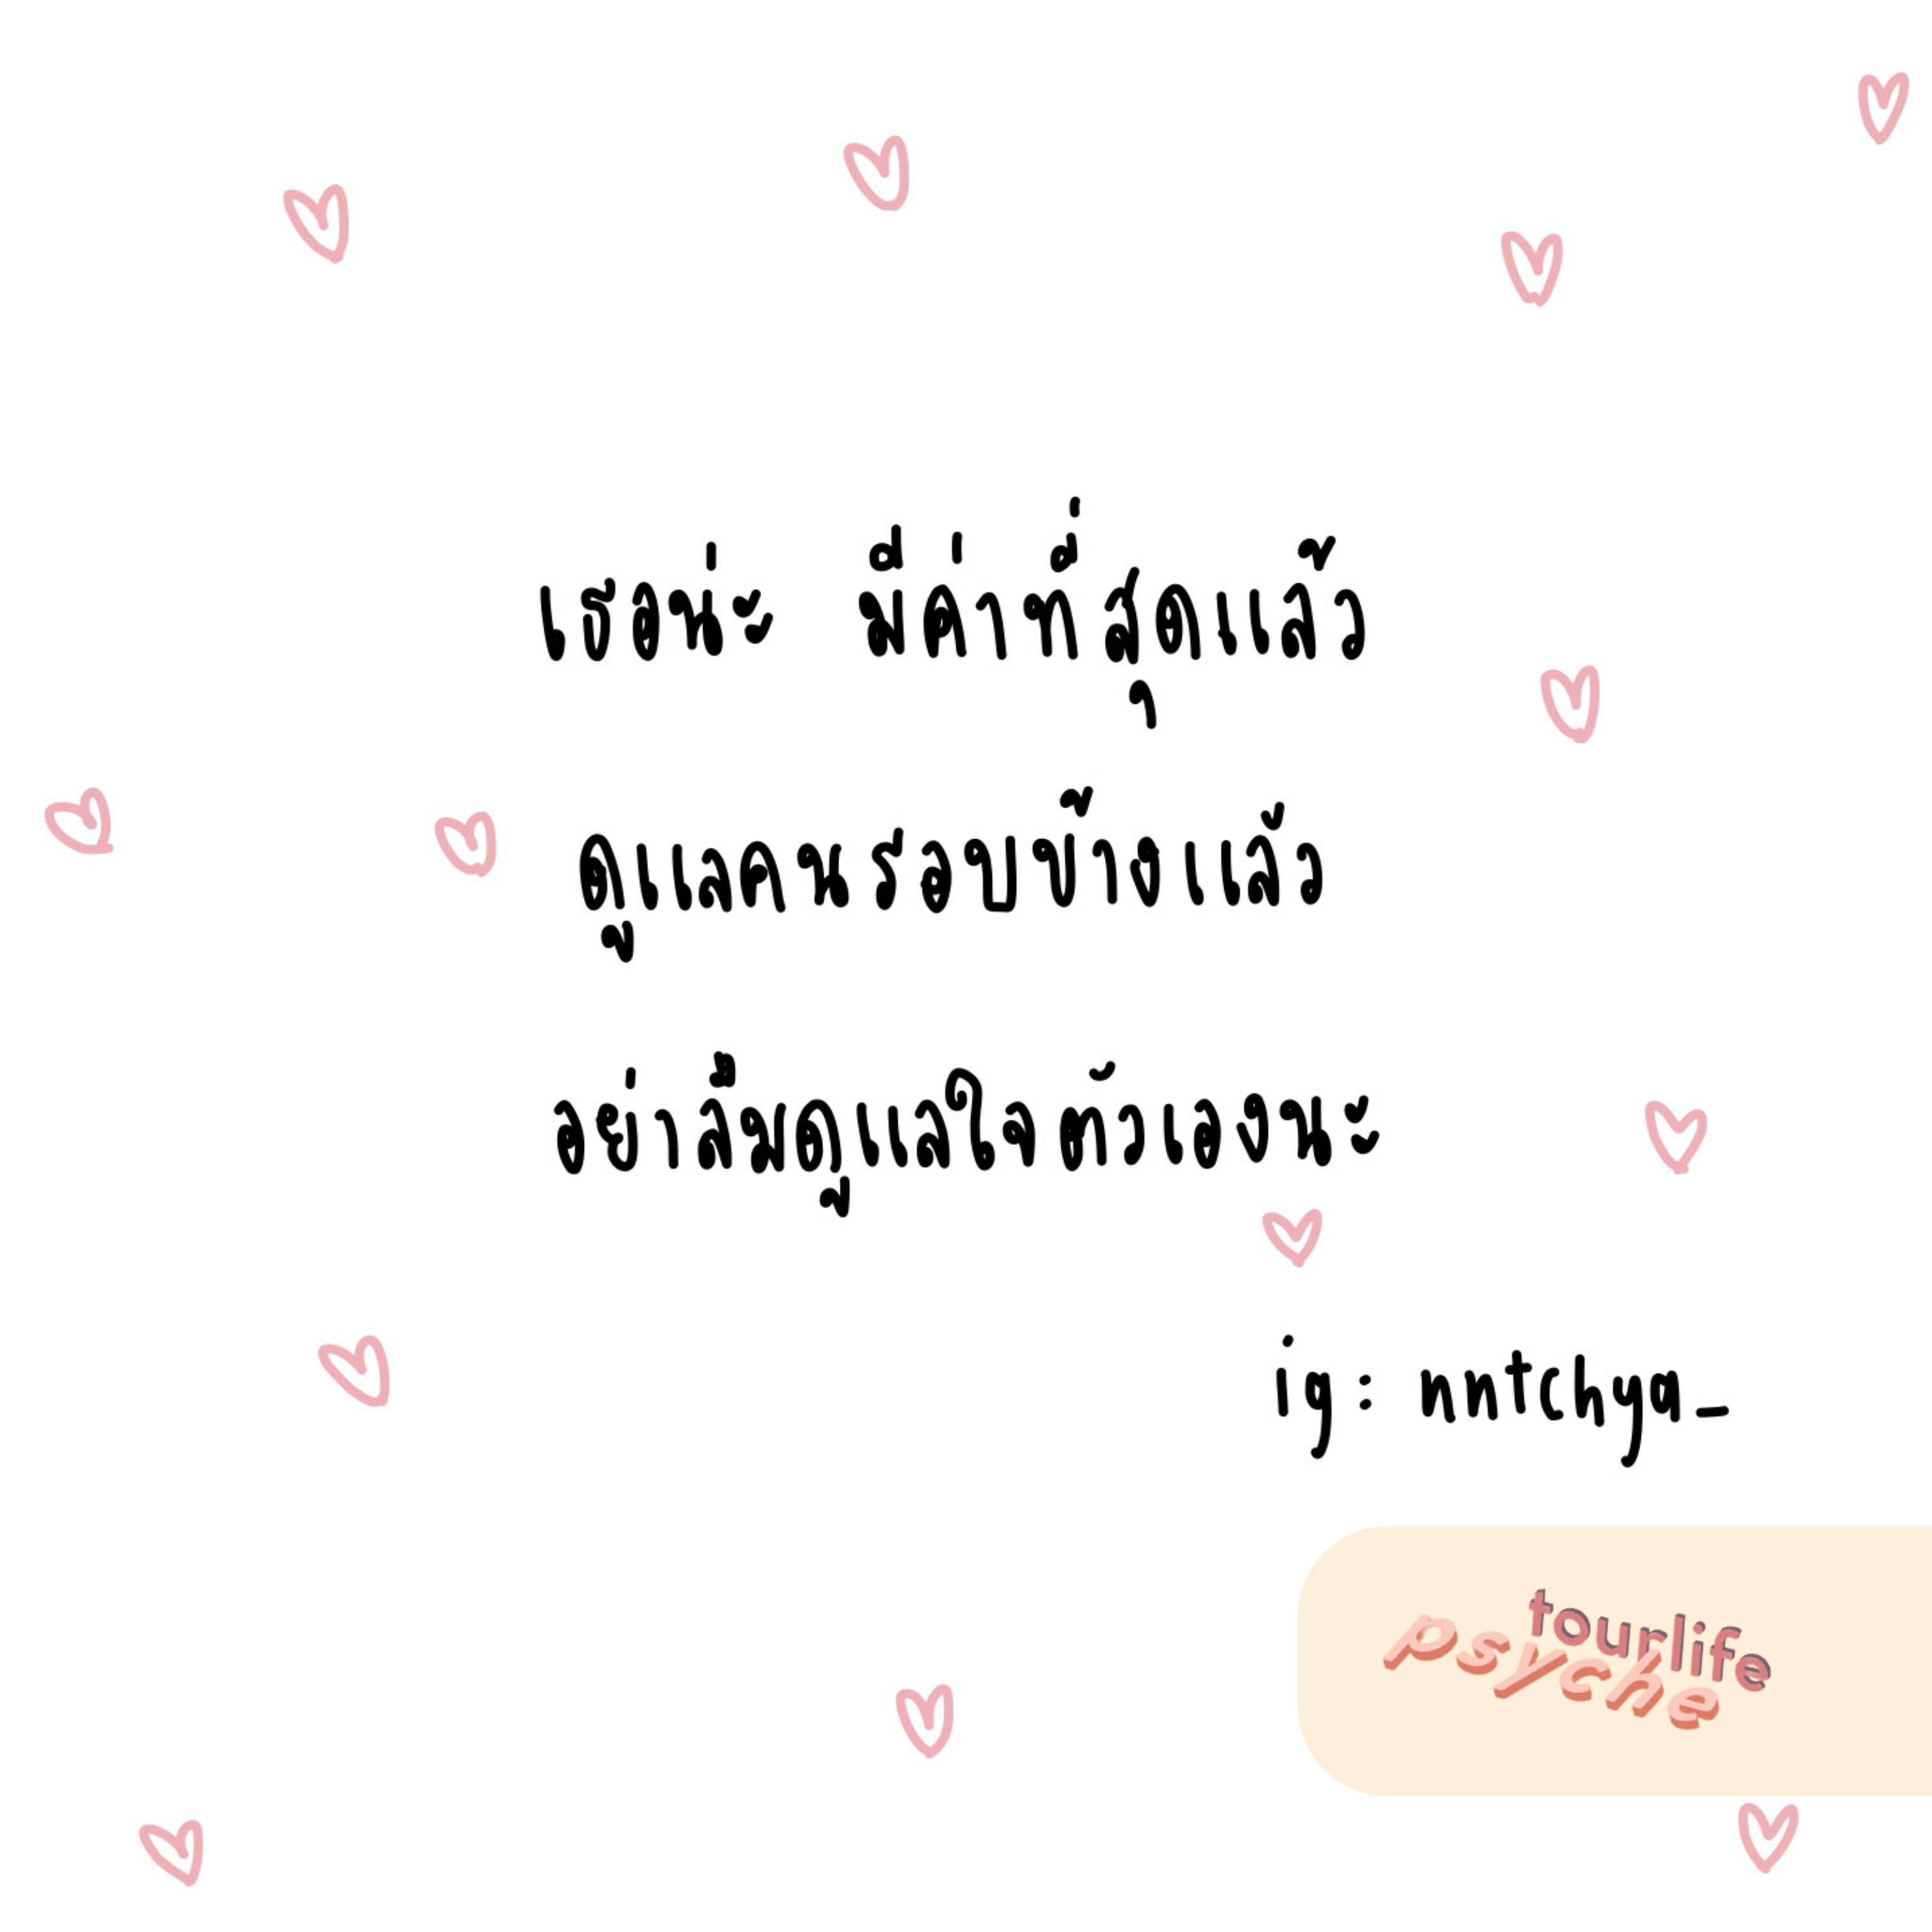 เธอน่ะ มีค่าที่สุดแล้ว
ดูแลคนรอบข้างแล้ว
อย่าลืมดูแลใจตัวเองนะ
ig: nntchya_
tourlife
psyche